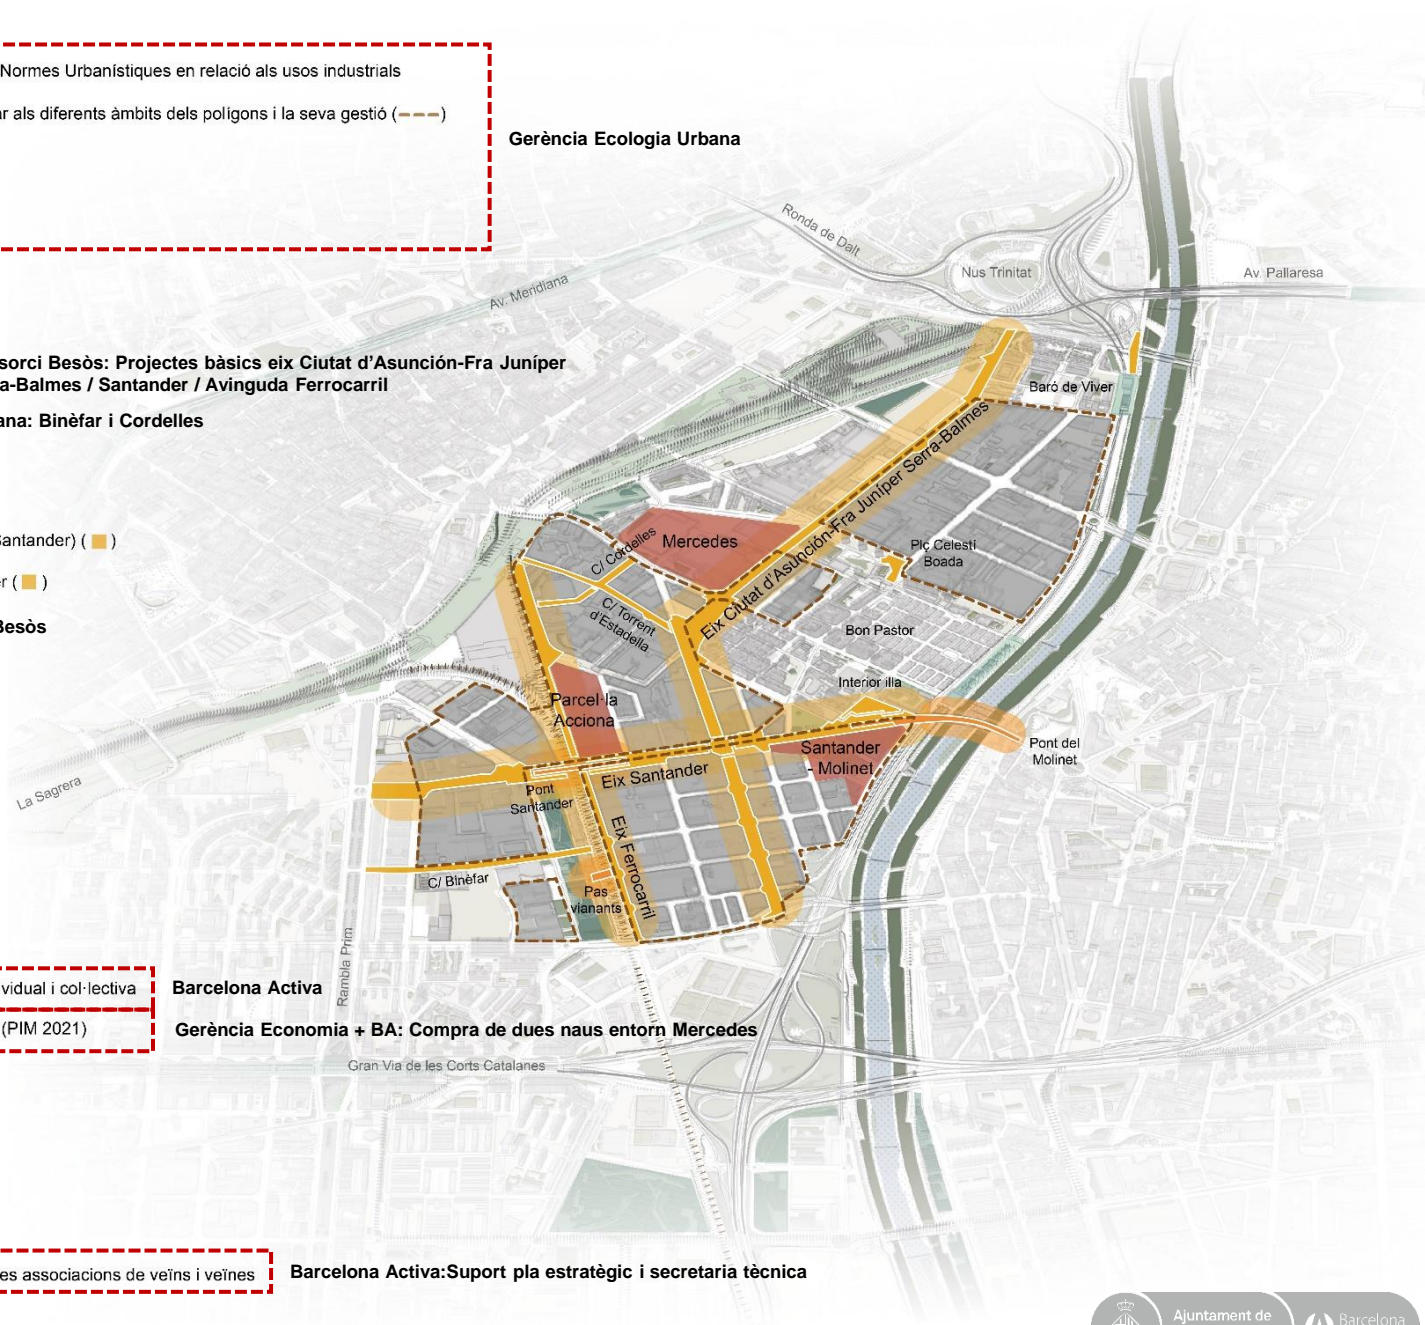 Normes Urbanístiques en relació als usos industrials
ar als diferents àmbits dels polígons i la seva gestió (----)
Gerència Ecologia Urbana
Ronda de Dalt
Nus Trinitat
Av. Pallaresa
Av. Meridiana
sorci Besòs: Projectes bàsics eix Ciutat d'Asunción-Fra Juníper
a-Balmes / Santander / Avinguda Ferrocarril
Baró de Viver
ana: Binèfar i Cordelles
Eix Ciutat d'Asunción-Fra Juníper Serra-Balmes
Santander) ( )
C/ Cordelles
Mercedes
Plç Celestí
Boada
er ( )
C/ Torrent
d'Estadella
Besòs
Bon Pastor
Interior illa
Parcel·la
Acciona
Santander
- Molinet
Pont del
Molinet
La Sagrera
Eix Santander
Pont
Santander
Eix Ferrocarril
C/ Binèfar
Pas
vianants
Rambla Prim
vidual i col·lectiva
Barcelona Activa
(PIM 2021)
Gerència Economia + BA: Compra de dues naus entorn Mercedes
Gran Via de les Corts Catalanes
es associacions de veïns i veïnes
Barcelona Activa:Suport pla estratègic i secretaria tècnica
Ajuntament de
Barcelona